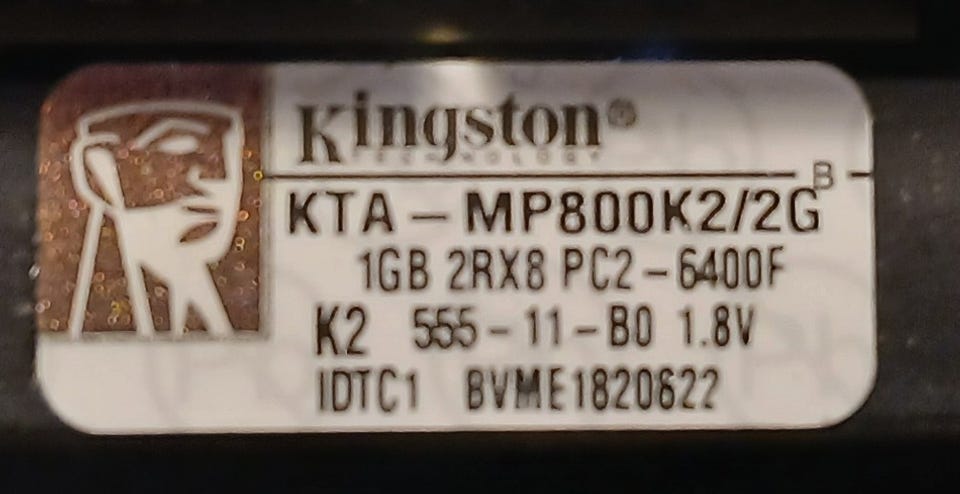 Kingston®
TECHNOLOGY
B
KTA-MP800K2/2G
1GB 2RX8 PC2-6400F
K2 555-11-B0 1.8V
IDTC1 BVME1820622